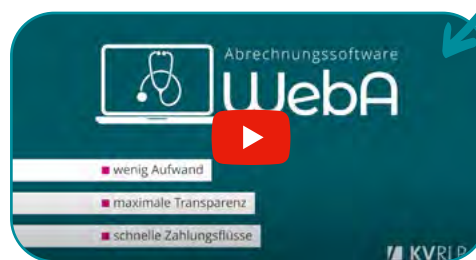 Abrechnungssoftware
WebA
wenig Aufwand
maximale Transparenz
schnelle Zahlungsflüsse
KVRLP